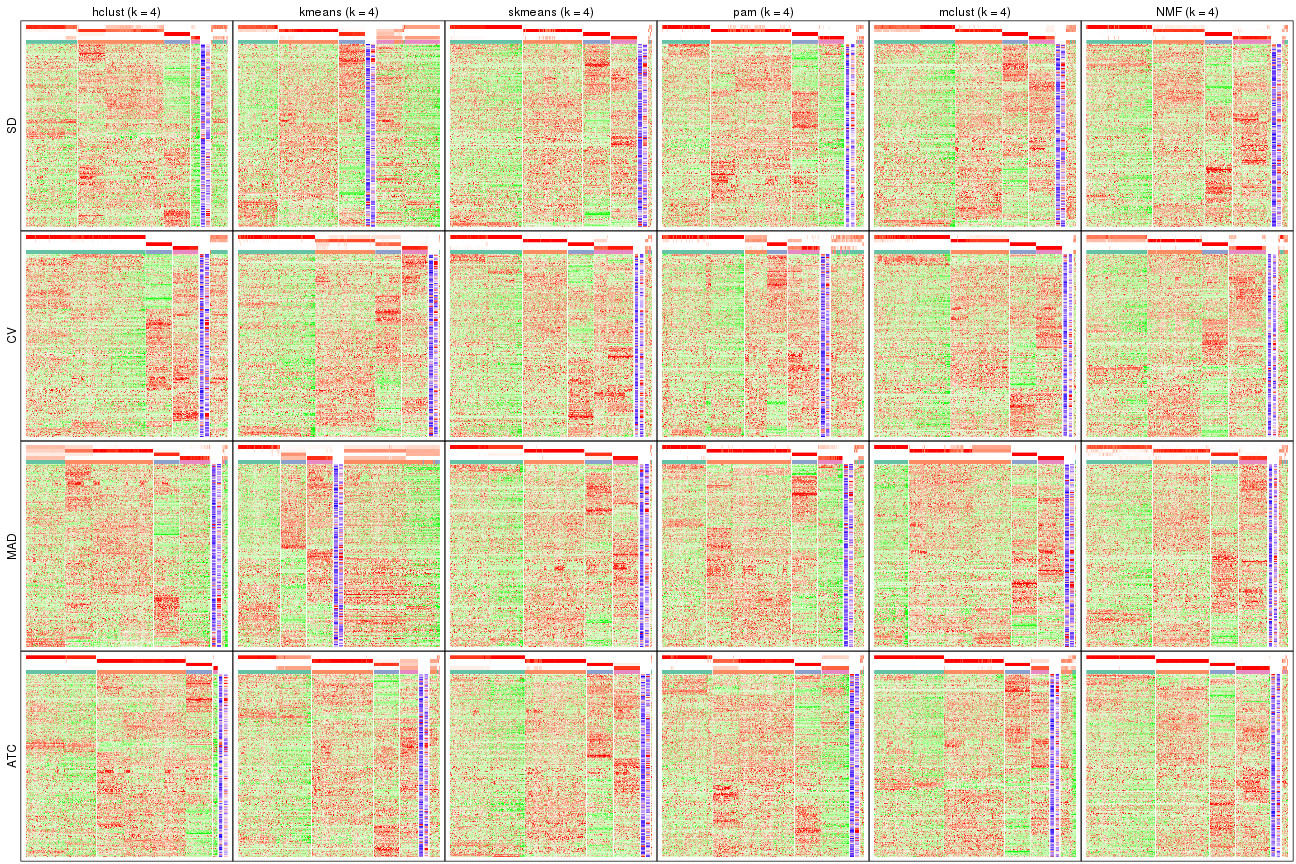 hclust (k = 4) kmeans (k = 4) skmeans (k = 4) pam (k = 4) mclust (k = 4) NMF (k = 4)
SD
CV
MAD
ATC